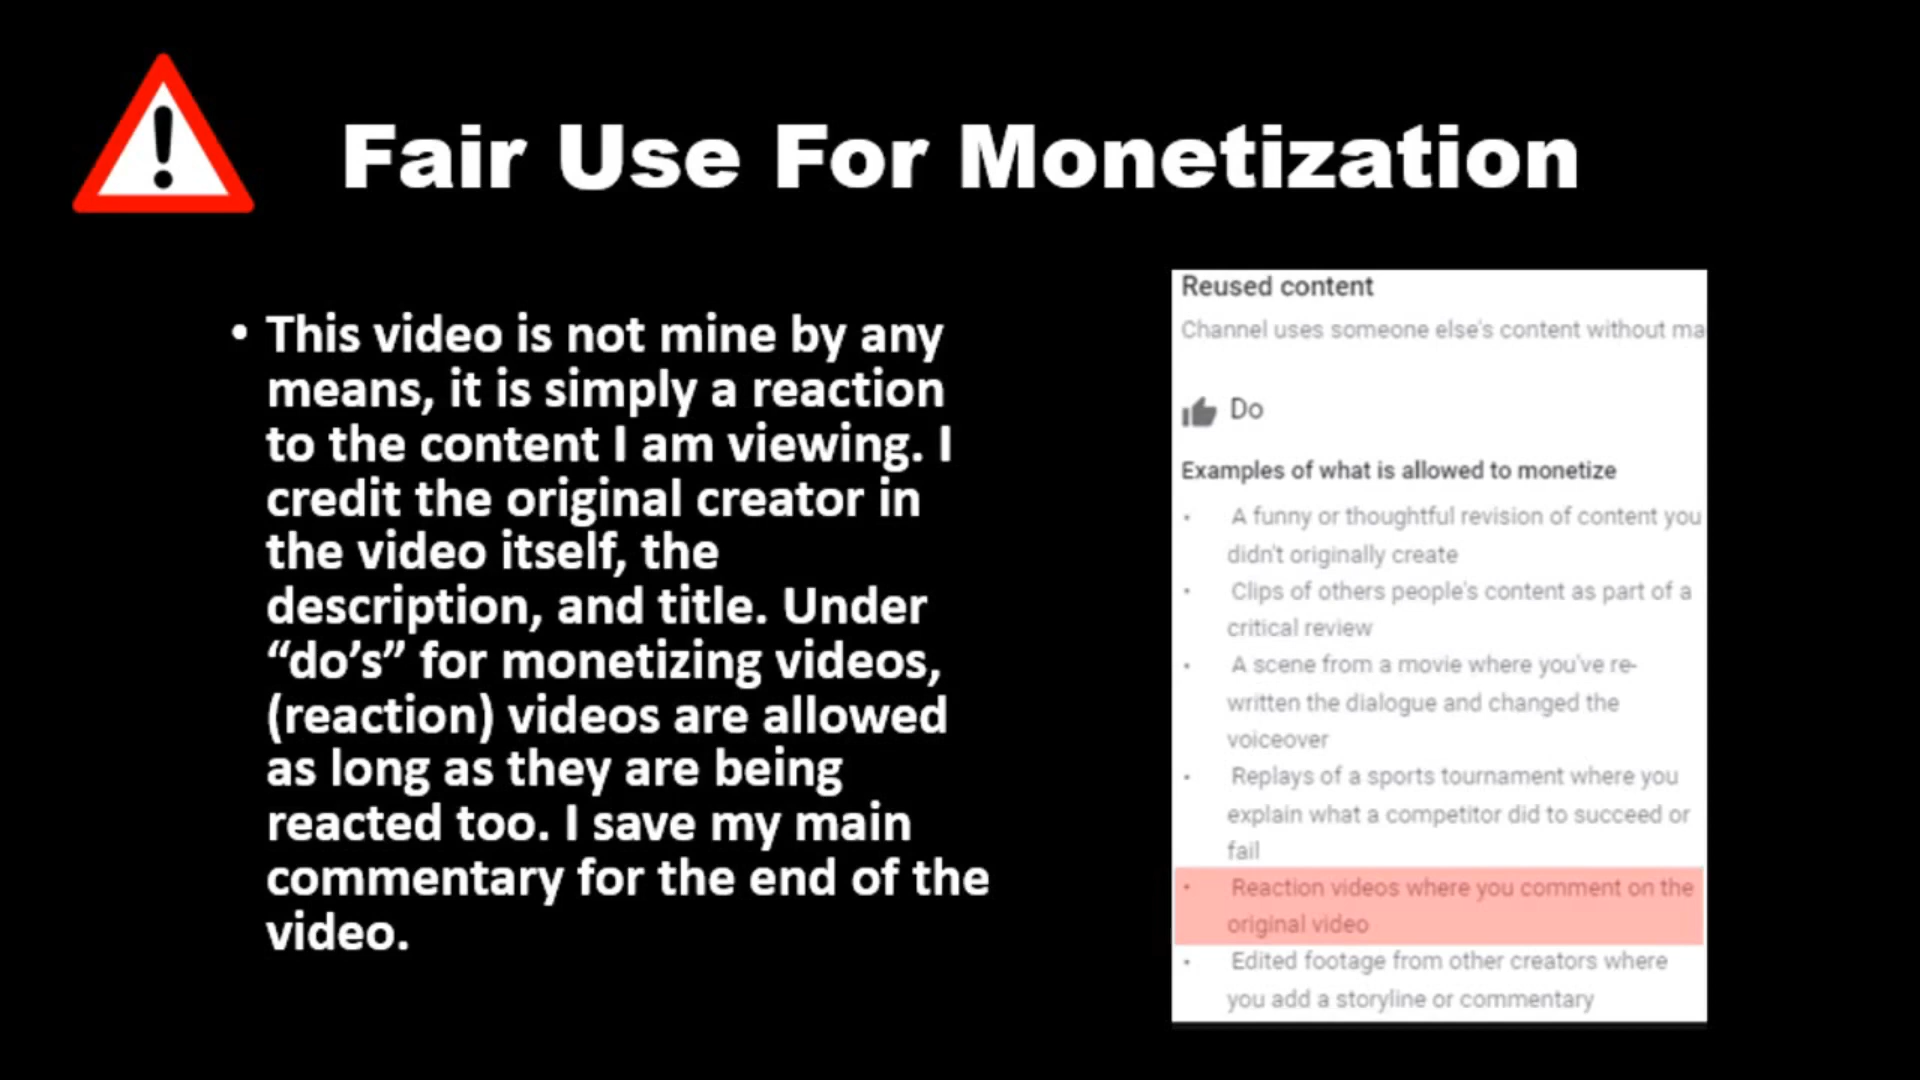 Fair Use For Monetization
• This video is not mine by any
means, it is simply a reaction
to the content I am viewing. I
credit the original creator in
the video itself, the
description, and title. Under
“do’s” for monetizing videos,
(reaction) videos are allowed
as long as they are being
reacted too. I save my main
commentary for the end of the
video.
Reused content
Channel uses someone else's content without ma
Do
Examples of what is allowed to monetize
• A funny or thoughtful revision of content you
didn't originally create
• Clips of others people's content as part of a
critical review
• A scene from a movie where you've re-
written the dialogue and changed the
voiceover
• Replays of a sports tournament where you
explain what a competitor did to succeed or
fail
• Reaction videos where you comment on the
original video
• Edited footage from other creators where
you add a storyline or commentary